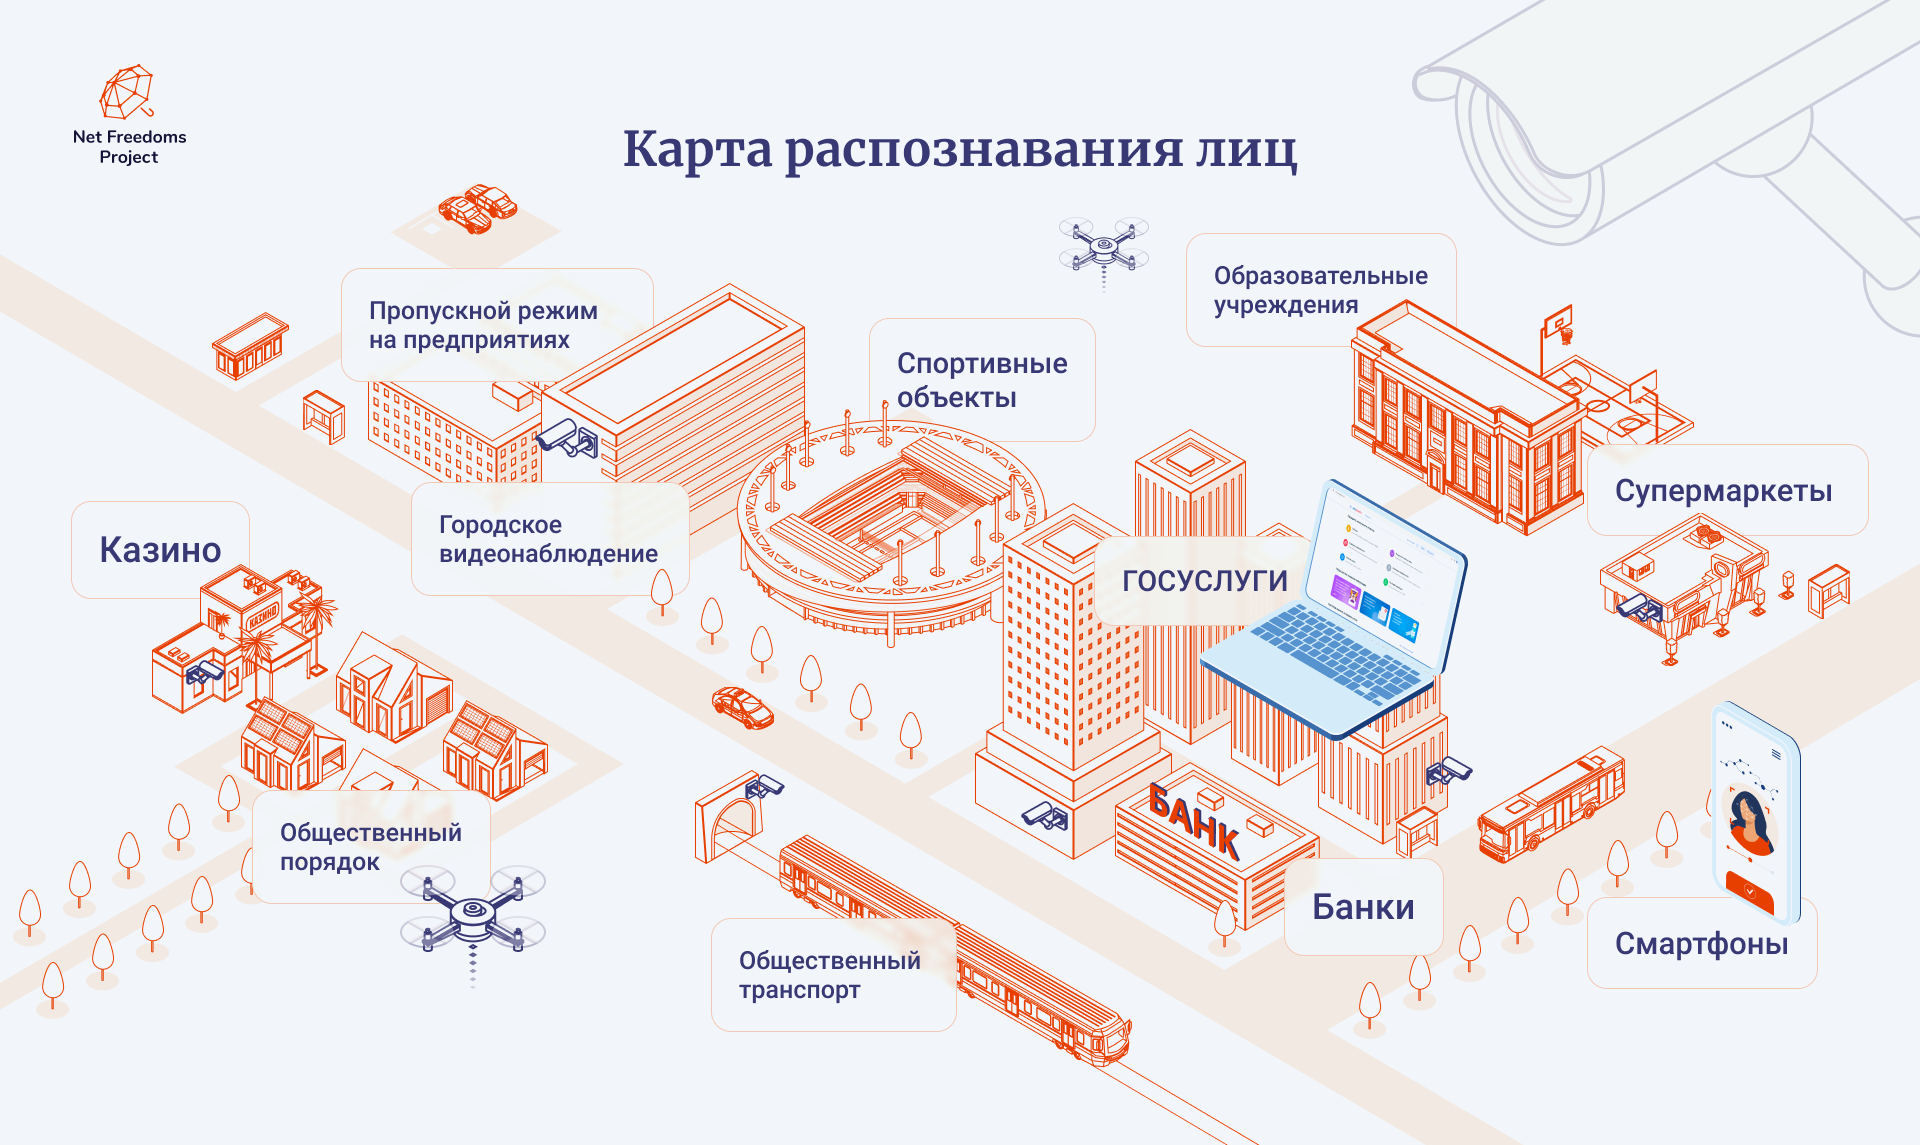 Net Freedoms
Project
Карта распознавания лиц
Пропускной режим
на предприятиях
Образовательные
учреждения
Спортивные
объекты
Супермаркеты
Городское
видеонаблюдение
Казино
КАЗИНО
ГОСУСЛУГИ
БАНК
Общественный
порядок
Банки
Смартфоны
Общественный
транспорт